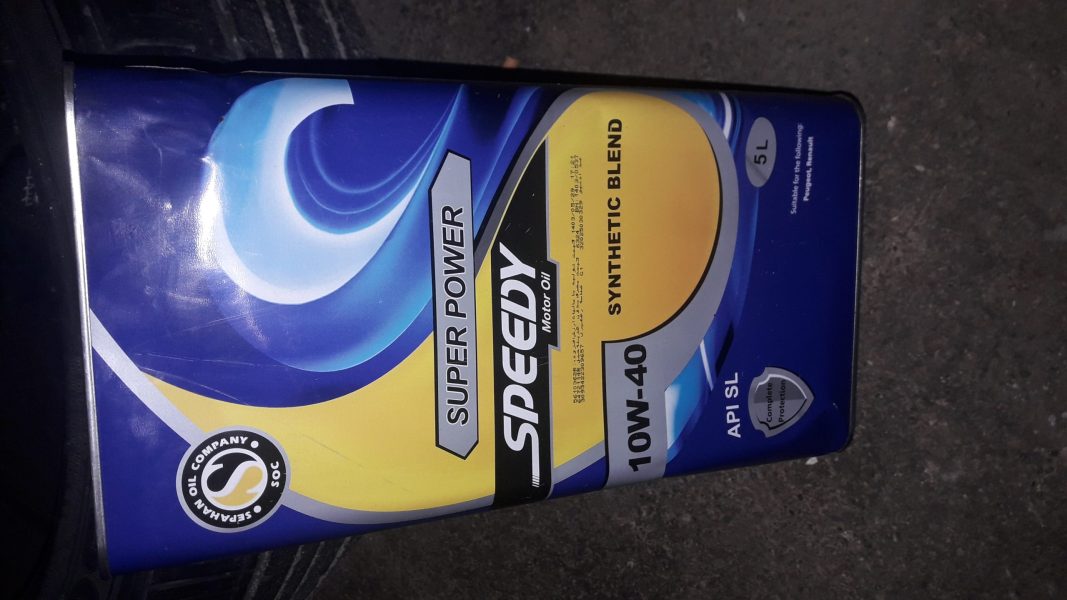 SEPAHAN OIL COMPANY
SOC
SUPER POWER
SPEEDY
Motor Oil
SYNTHETIC BLEND
10W-40
API SL
Complete
Protection
5 L
Suitable for the following:
Peugeot, Renault